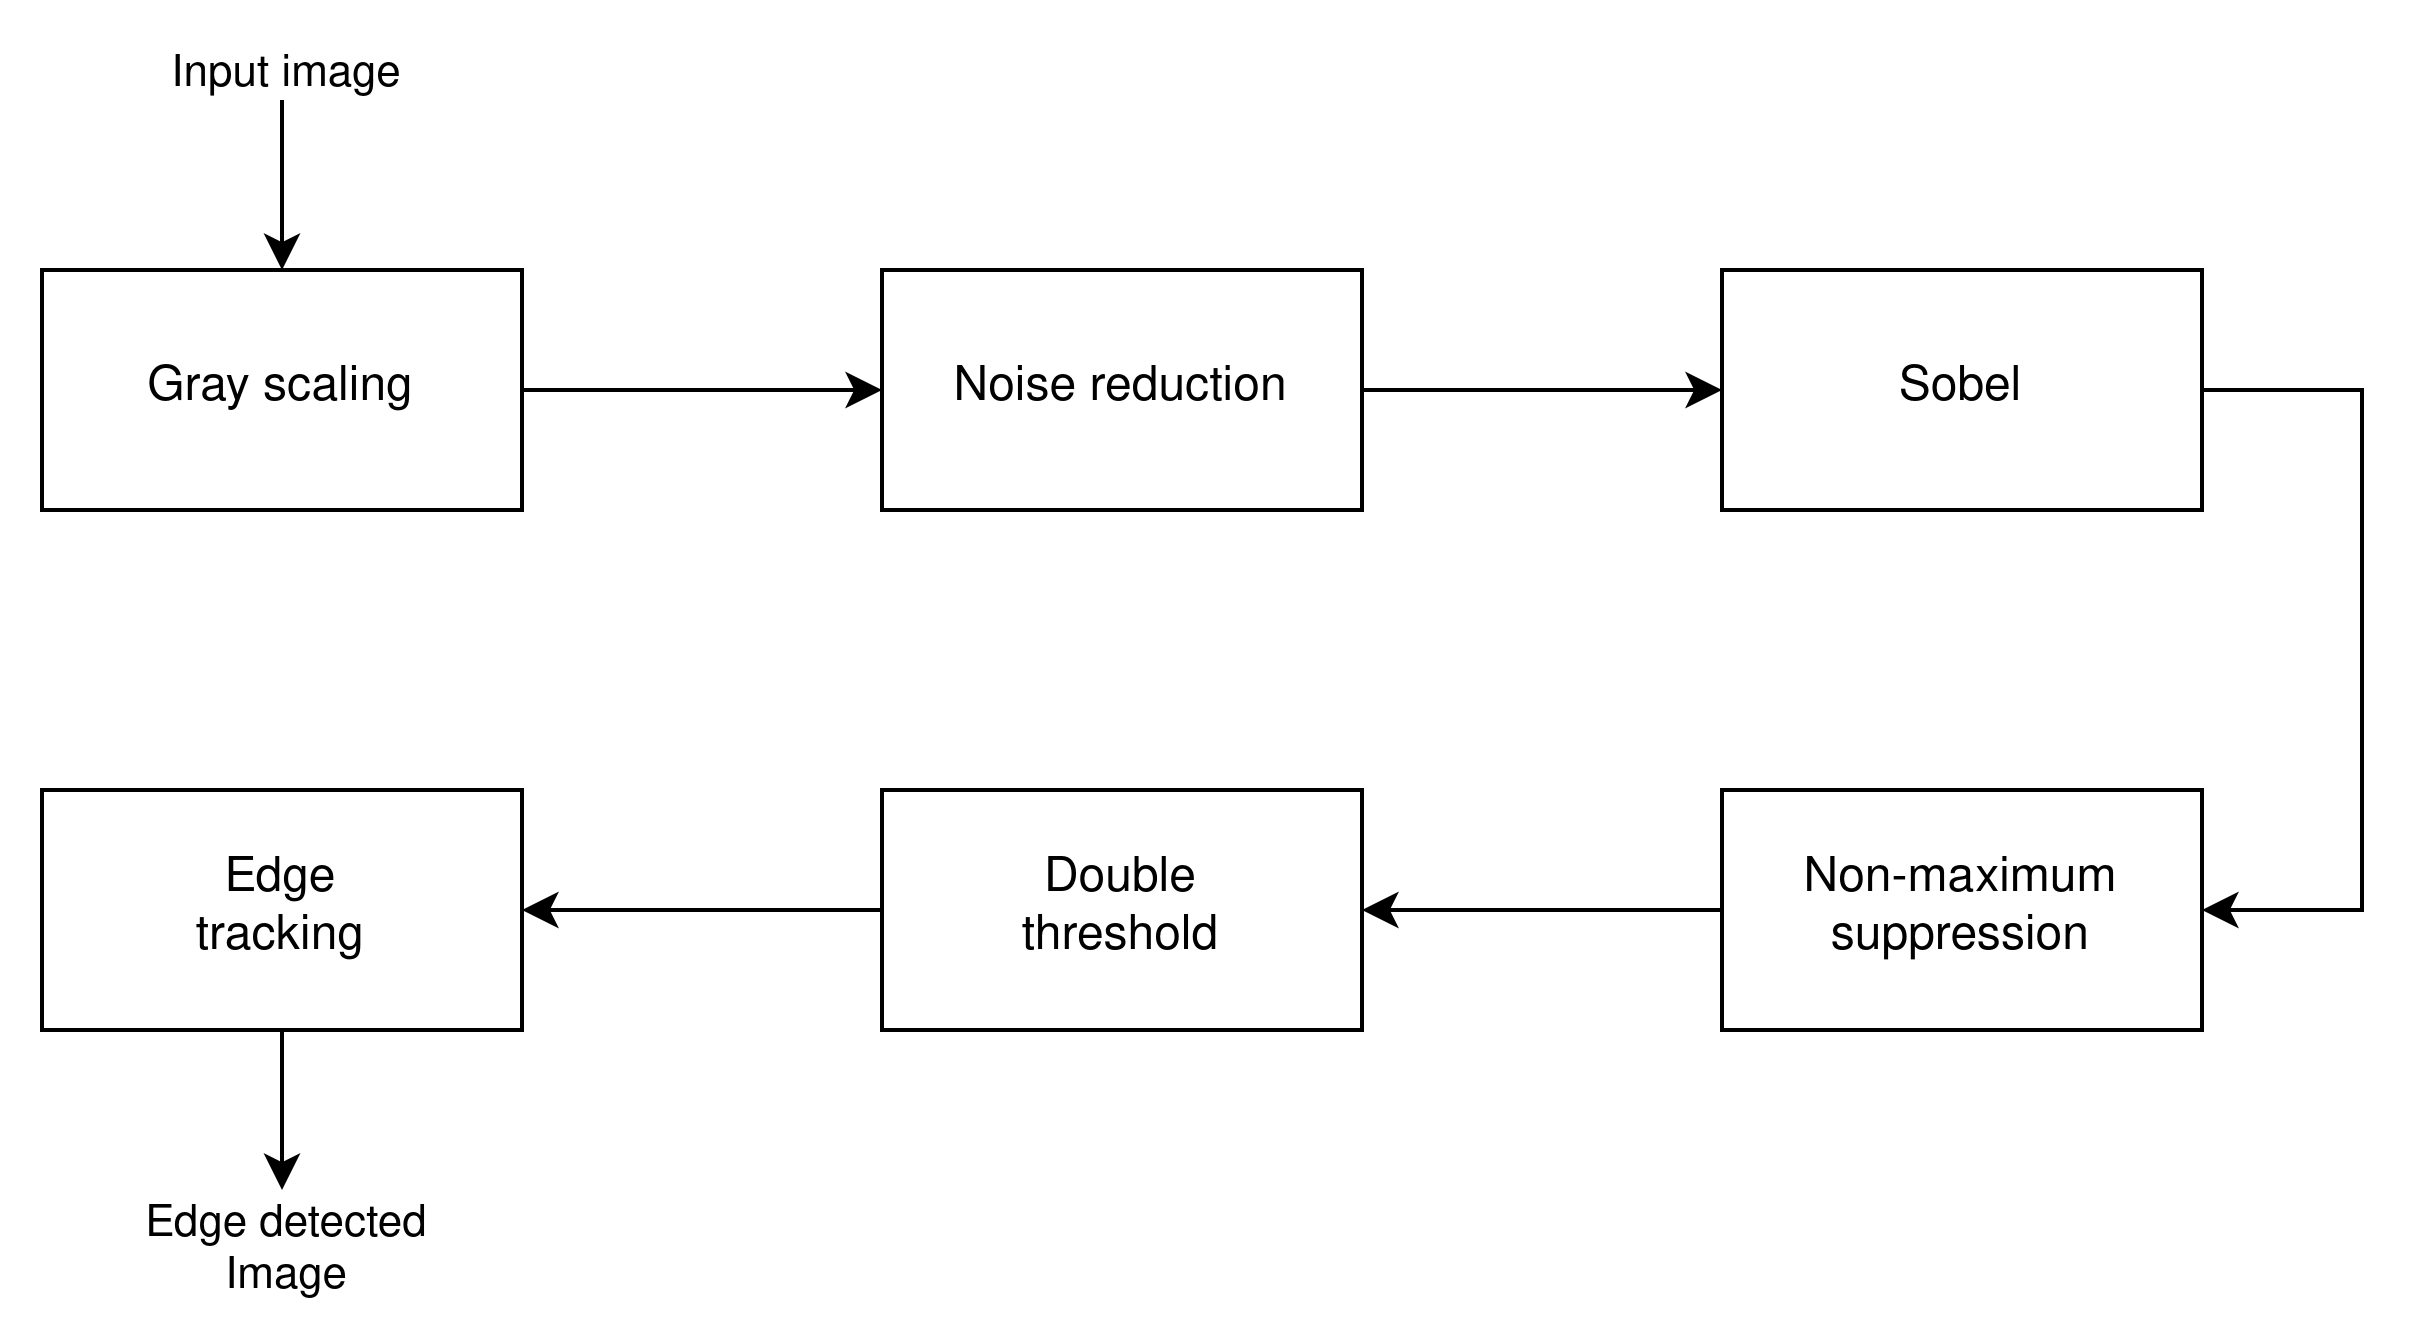 Input image
Gray scaling
Noise reduction
Sobel
Non-maximum
suppression
Double
threshold
Edge
tracking
Edge detected
Image